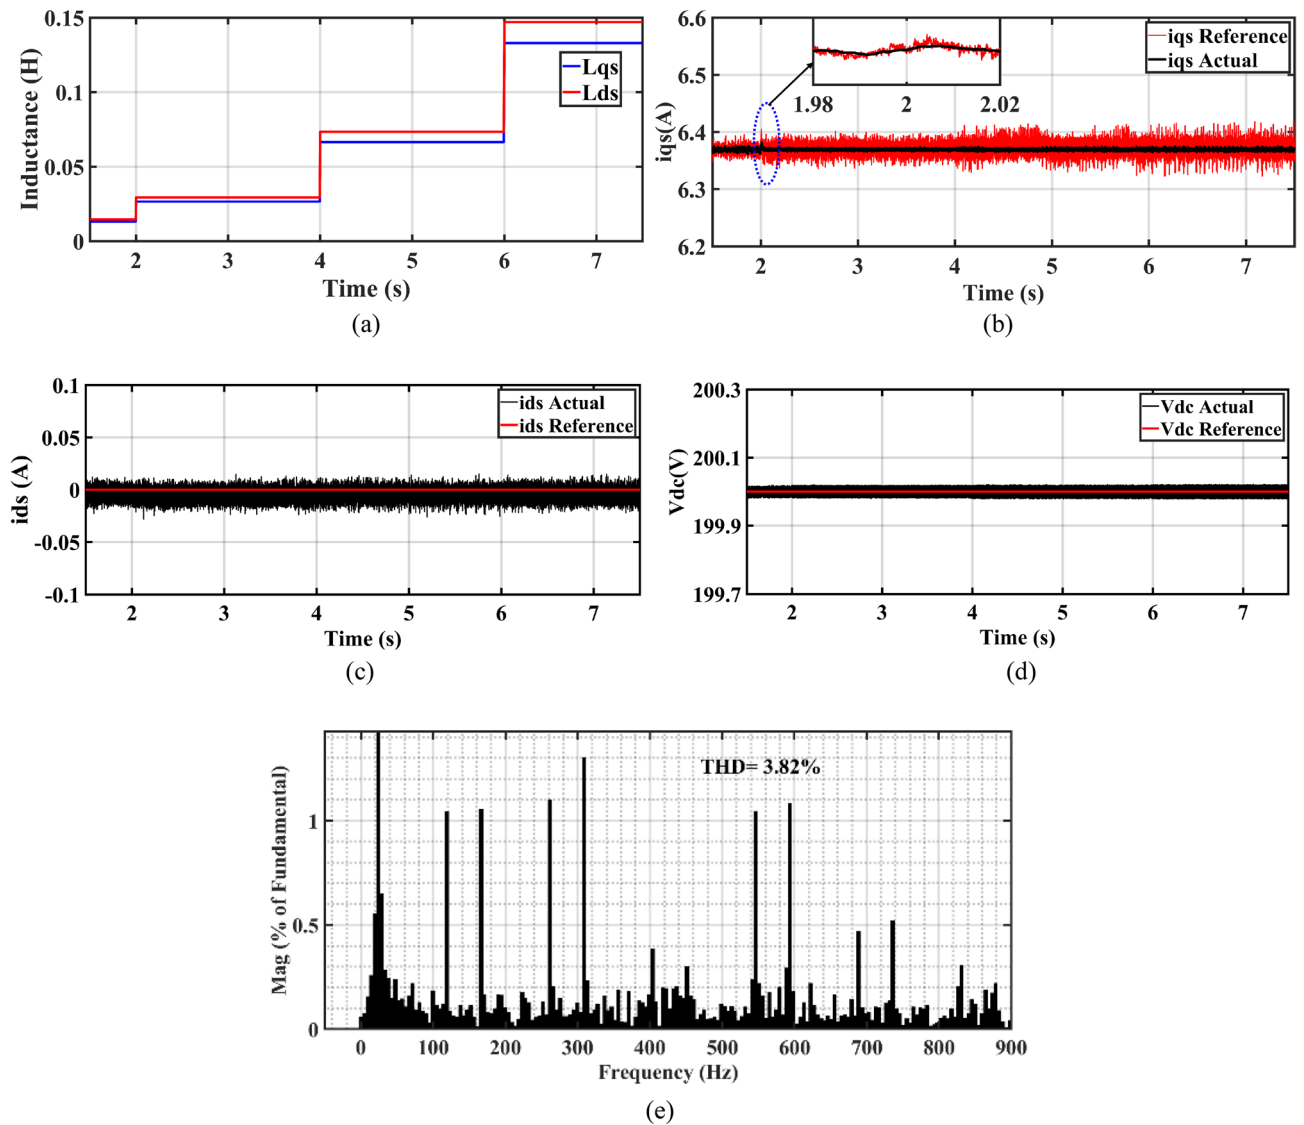 Inductance (H)
0.15
0.1
0.05
0
Lqs
Lds
2 3 4 5 6 7
Time (s)
(a)
iqs(A)
6.6
6.5
6.4
6.3
6.2
1.98 2 2.02
iqs Reference
iqs Actual
2 3 4 5 6 7
Time (s)
(b)
ids (A)
0.1
0.05
0
-0.05
-0.1
ids Actual
ids Reference
2 3 4 5 6 7
Time (s)
(c)
Vdc(V)
200.3
200.1
199.9
199.7
Vdc Actual
Vdc Reference
2 3 4 5 6 7
Time (s)
(d)
Mag (% of Fundamental)
1
0.5
0
THD= 3.82%
0 100 200 300 400 500 600 700 800 900
Frequency (Hz)
(e)